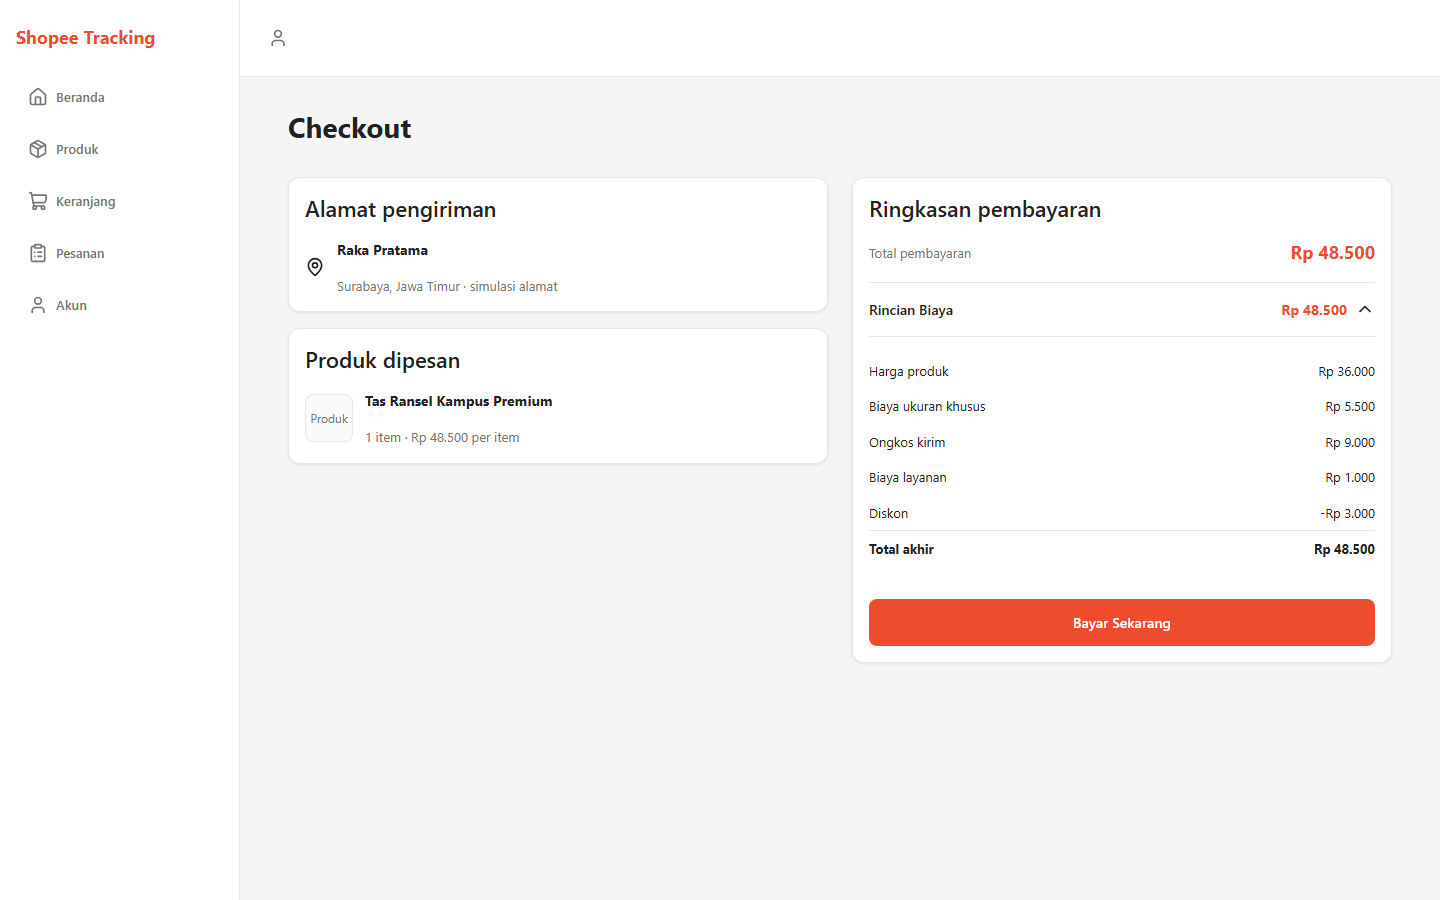 Shopee Tracking
Beranda
Produk
Keranjang
Pesanan
Akun
Checkout
Alamat pengiriman
Raka Pratama
Surabaya, Jawa Timur · simulasi alamat
Produk dipesan
Produk
Tas Ransel Kampus Premium
1 item · Rp 48.500 per item
Ringkasan pembayaran
Total pembayaran Rp 48.500
Rincian Biaya Rp 48.500
Harga produk Rp 36.000
Biaya ukuran khusus Rp 5.500
Ongkos kirim Rp 9.000
Biaya layanan Rp 1.000
Diskon -Rp 3.000
Total akhir Rp 48.500
Bayar Sekarang